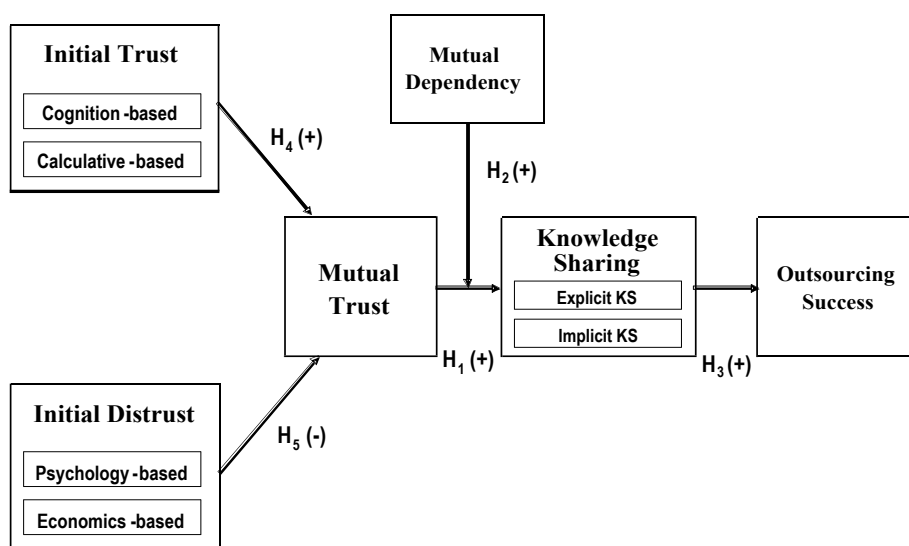 Initial Trust
Cognition -based
Calculative -based
H4 (+)
Mutual
Dependency
H2 (+)
Mutual
Trust
H1 (+)
Knowledge
Sharing
Explicit KS
Implicit KS
H3 (+)
Outsourcing
Success
Initial Distrust
Psychology -based
Economics -based
H5 (-)